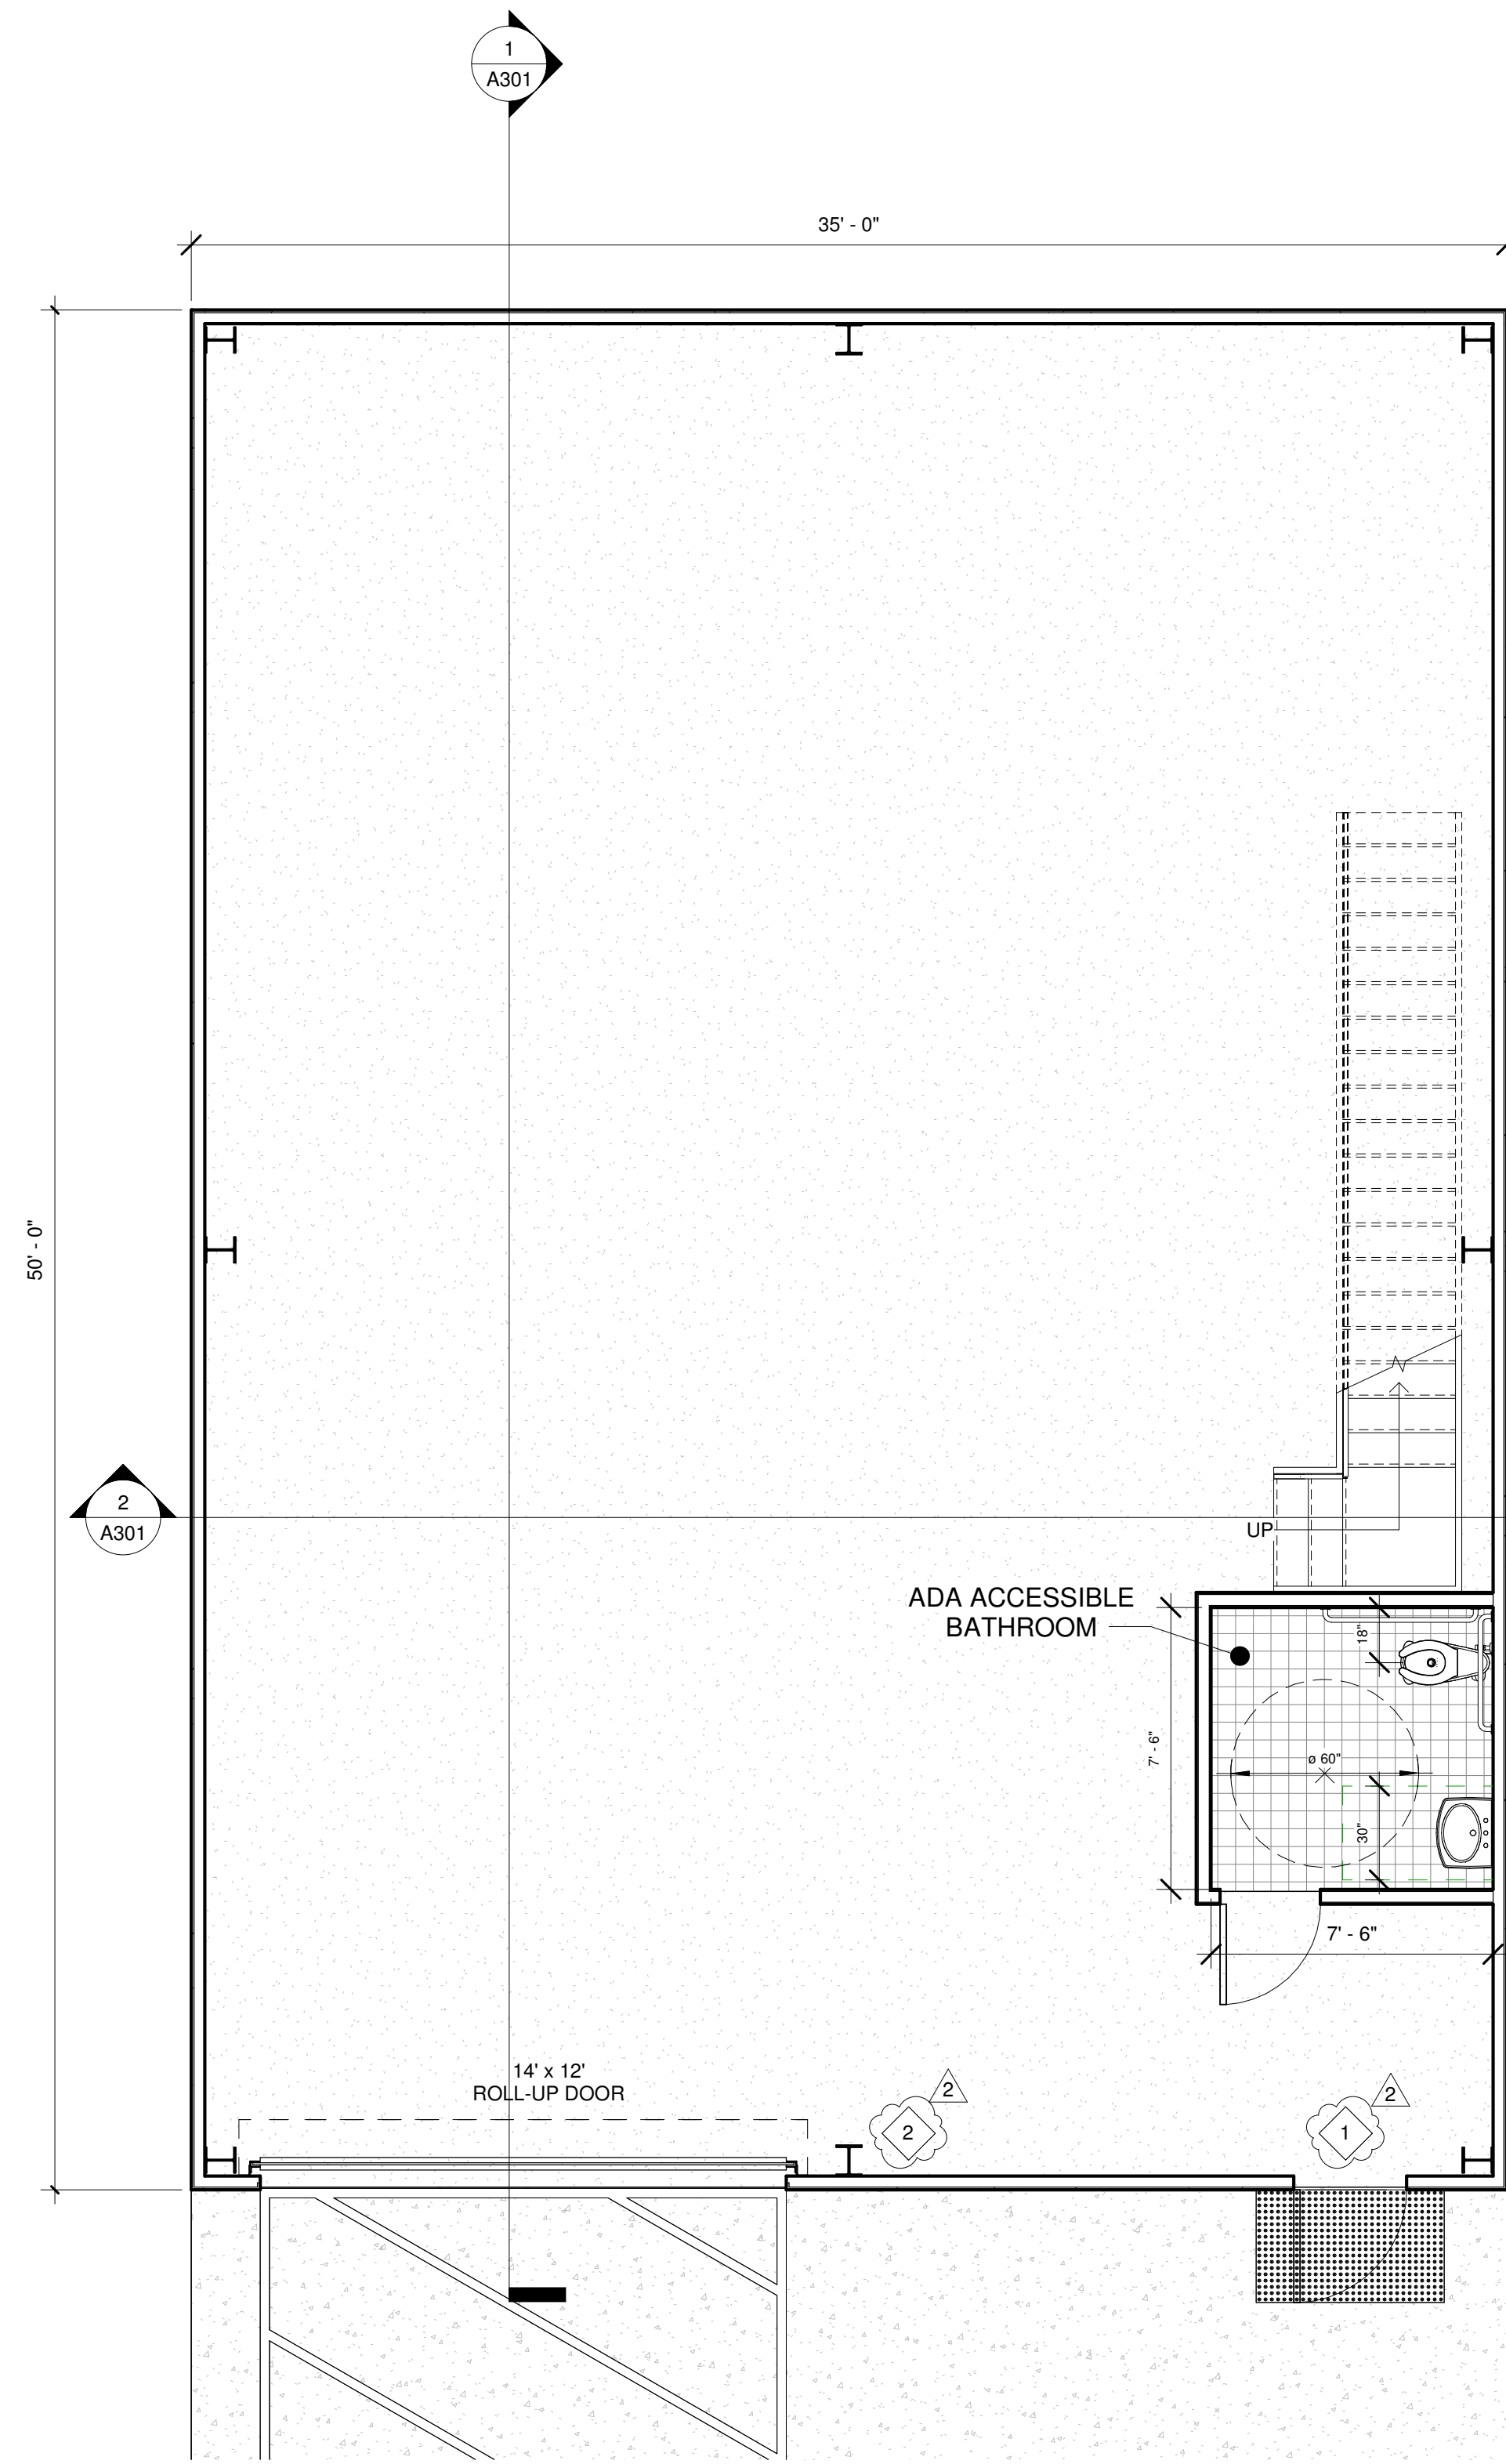 1
A301
35' - 0"
50' - 0"
2
A301
UP
ADA ACCESSIBLE
BATHROOM
18"
7' - 6"
ø 60"
30"
7' - 6"
14' x 12'
ROLL-UP DOOR
2
2
2
1